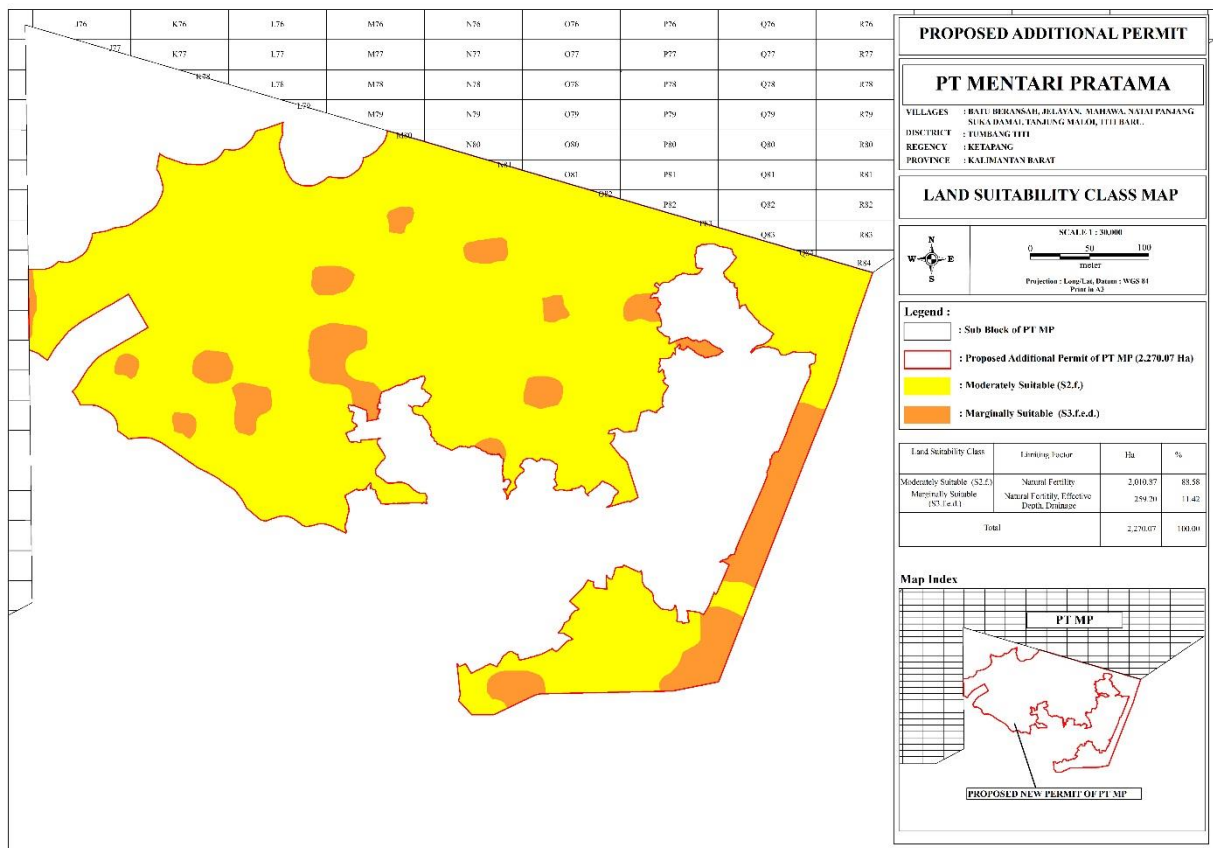 J76 K76 L76 M76 N76 O76 P76 Q76 R76
J77 K77 L77 M77 N77 O77 P77 Q77 R77
L78 M78 N78 O78 P78 Q78 R78
L79 M79 N79 O79 P79 Q79 R79
M80 N80 O80 P80 Q80 R80
N81 O81 P81 Q81 R81
O82 P82 Q82 R82
Q83 R83
R84
PROPOSED ADDITIONAL PERMIT
PT MENTARI PRATAMA
VILLAGES : BATU BERANSAH, JELAYAN, MAHAWA, NATAI PANJANG
SUKA DAMAI, TANJUNG MALOI, TITI BARU.
DISCTRICT : TUMBANG TITI
REGENCY : KETAPANG
PROVINCE : KALIMANTAN BARAT
LAND SUITABILITY CLASS MAP
N
W E
S
SCALE 1 : 30,000
0 50 100
meter
Projection : Long/Lat, Datum : WGS 84
Print in A3
Legend :
: Sub Block of PT MP
: Proposed Additional Permit of PT MP (2,270.07 Ha)
: Moderately Suitable (S2.f.)
: Marginally Suitable (S3.f.e.d.)
Land Suitability Class Limiting Factor Ha %
Moderately Suitable (S2.f.) Natural Fertility 2,010.87 88.58
Marginally Suitable (S3.f.e.d.) Natural Fertitily, Effective Depth, Drainage 259.20 11.42
Total 2,270.07 100.00
Map Index
PT MP
PROPOSED NEW PERMIT OF PT MP